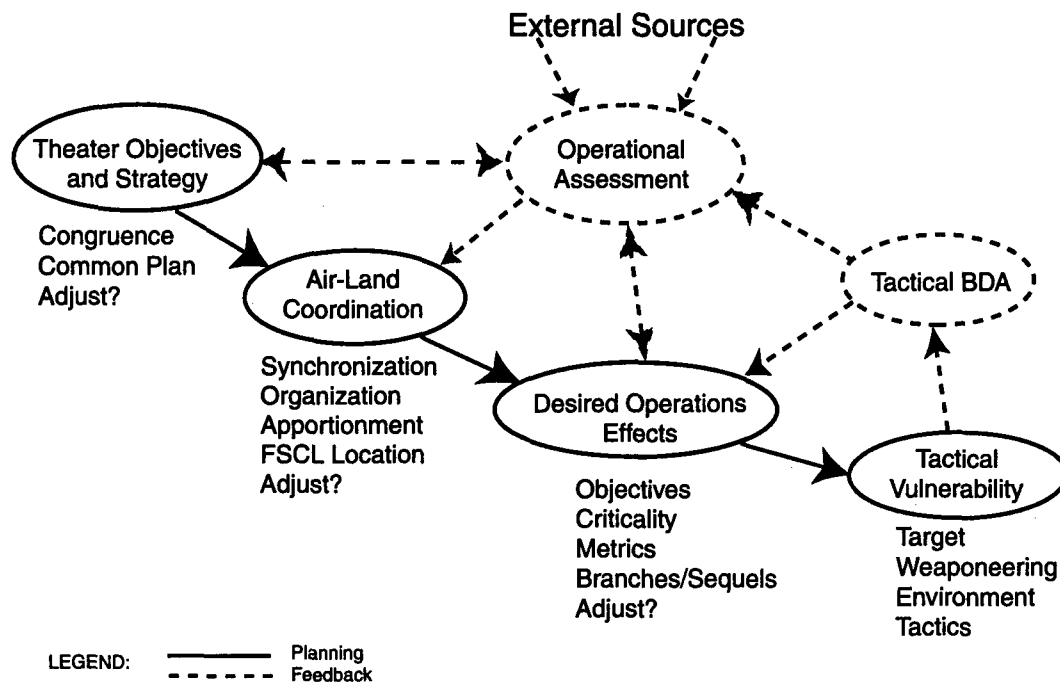 External Sources
Theater Objectives
and Strategy
Operational
Assessment
Congruence
Common Plan
Adjust?
Air-Land
Coordination
Tactical BDA
Synchronization
Organization
Apportionment
FSCL Location
Adjust?
Desired Operations
Effects
Tactical
Vulnerability
Objectives
Criticality
Metrics
Branches/Sequels
Adjust?
Target
Weaponeering
Environment
Tactics
LEGEND:
Planning
Feedback